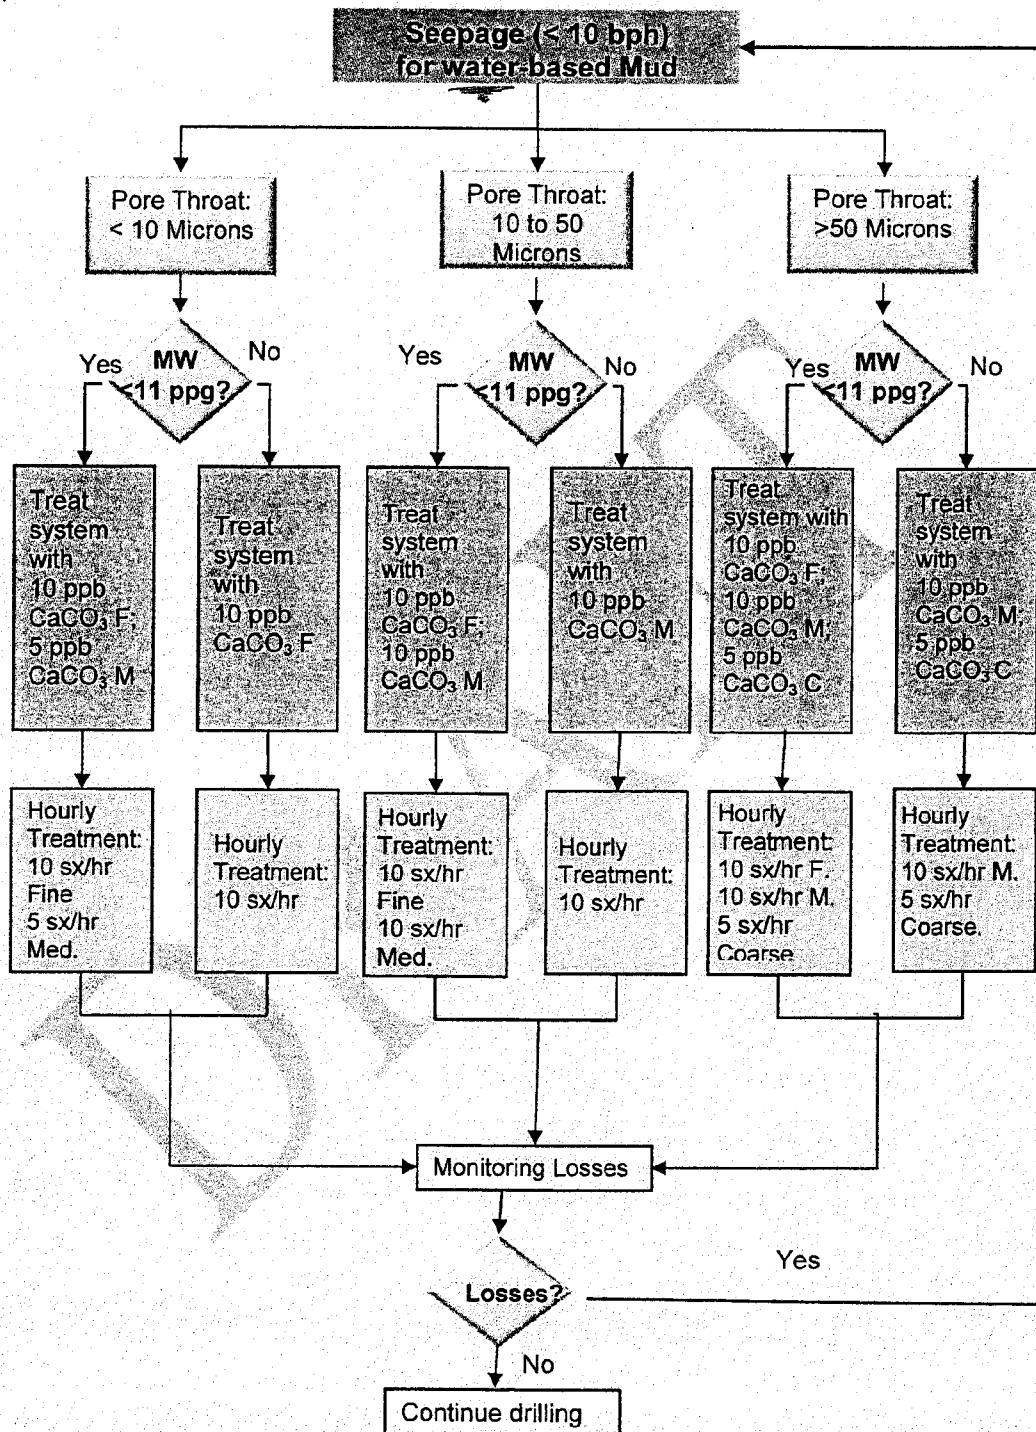 Seepage (< 10 bph)
for water-based Mud
Pore Throat:
< 10 Microns
Pore Throat:
10 to 50
Microns
Pore Throat:
>50 Microns
Yes
MW
<11 ppg?
No
Yes
MW
<11 ppg?
No
Yes
MW
<11 ppg?
No
Treat
system
with
10 ppb
CaCO₃ F;
5 ppb
CaCO₃ M
Treat
system
with
10 ppb
CaCO₃ F
Treat
system
with
10 ppb
CaCO₃ F;
10 ppb
CaCO₃ M
Treat
system
with
10 ppb
CaCO₃ M
Treat
system with
10 ppb
CaCO₃ F;
10 ppb
CaCO₃ M;
5 ppb
CaCO₃ C
Treat
system
with
10 ppb
CaCO₃ M;
5 ppb
CaCO₃ C
Hourly
Treatment:
10 sx/hr
Fine
5 sx/hr
Med.
Hourly
Treatment:
10 sx/hr
Hourly
Treatment:
10 sx/hr
Fine
10 sx/hr
Med.
Hourly
Treatment:
10 sx/hr
Hourly
Treatment:
10 sx/hr F.
10 sx/hr M.
5 sx/hr
Coarse
Hourly
Treatment:
10 sx/hr M.
5 sx/hr
Coarse.
Monitoring Losses
Losses?
Yes
No
Continue drilling
DRAFT